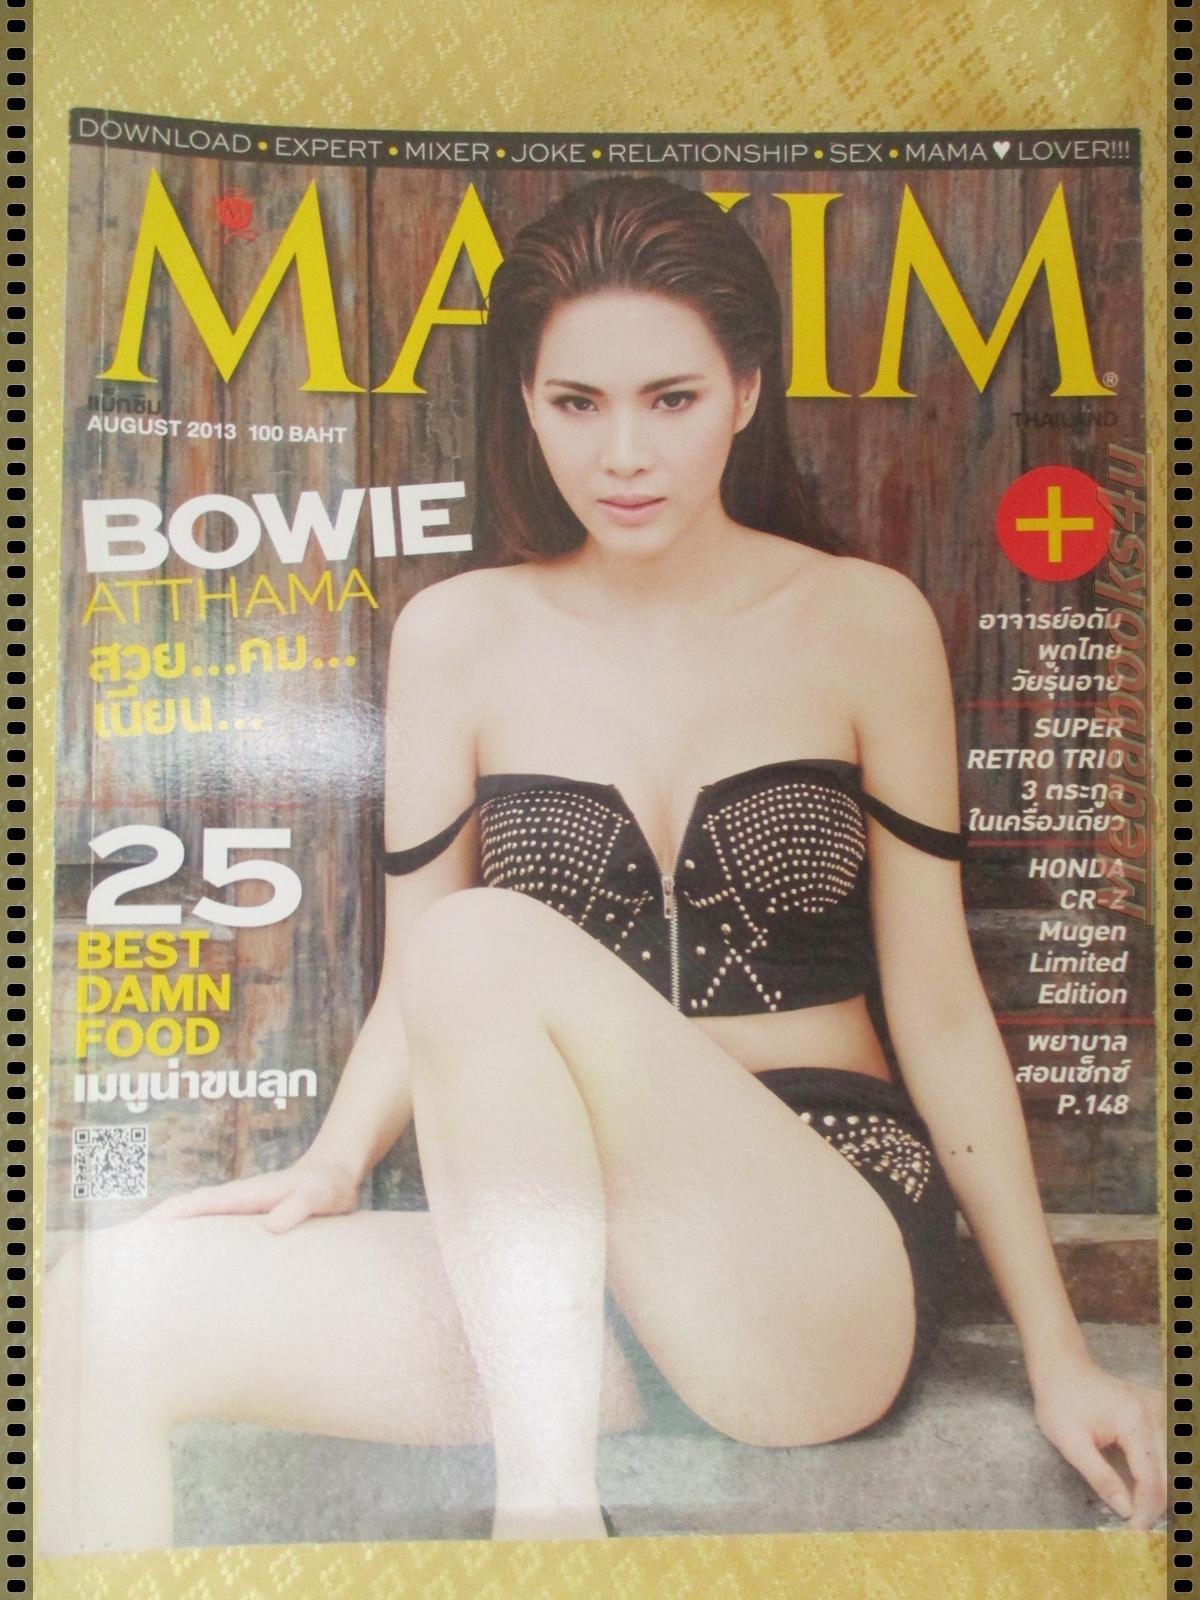 DOWNLOAD • EXPERT • MIXER • JOKE • RELATIONSHIP • SEX • MAMA ♥ LOVER!!!
MAXIM®
แม็กซิม
THAILAND
AUGUST 2013 100 BAHT
BOWIE
ATTHAMA
สวย...คม...
เนียน...
25
BEST
DAMN
FOOD
เมนูน่าขนลุก
+
อาจารย์อดัม
พูดไทย
วัยรุ่นอาย
SUPER
RETRO TRIO
3 ตระกูล
ในเครื่องเดียว
HONDA
CR-Z
Mugen
Limited
Edition
พยาบาล
สอนเซ็กซ์
P.148
Megabooks4u